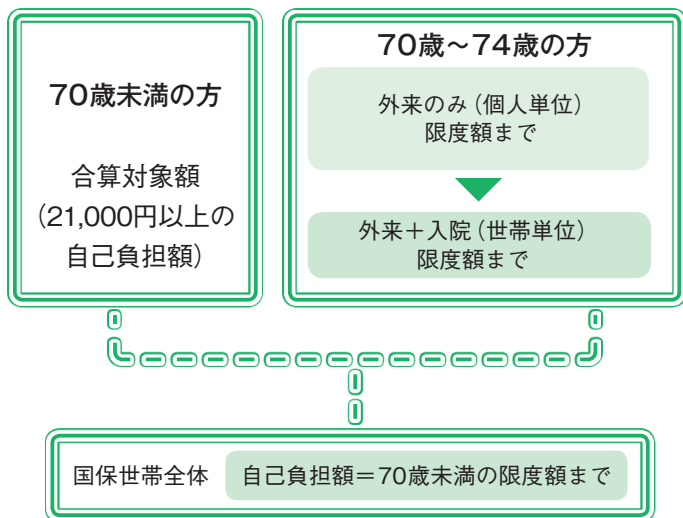 70歳未満の方
合算対象額
(21,000円以上の
自己負担額)
70歳~74歳の方
外来のみ(個人単位)
限度額まで
外来+入院(世帯単位)
限度額まで
国保世帯全体
自己負担額=70歳未満の限度額まで